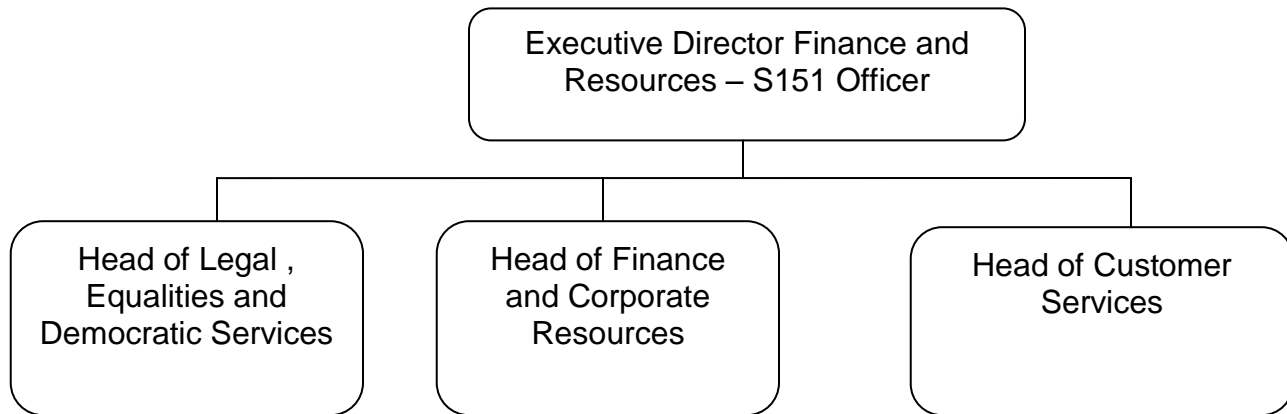 Executive Director Finance and
Resources – S151 Officer
Head of Legal ,
Equalities and
Democratic Services
Head of Finance
and Corporate
Resources
Head of Customer
Services